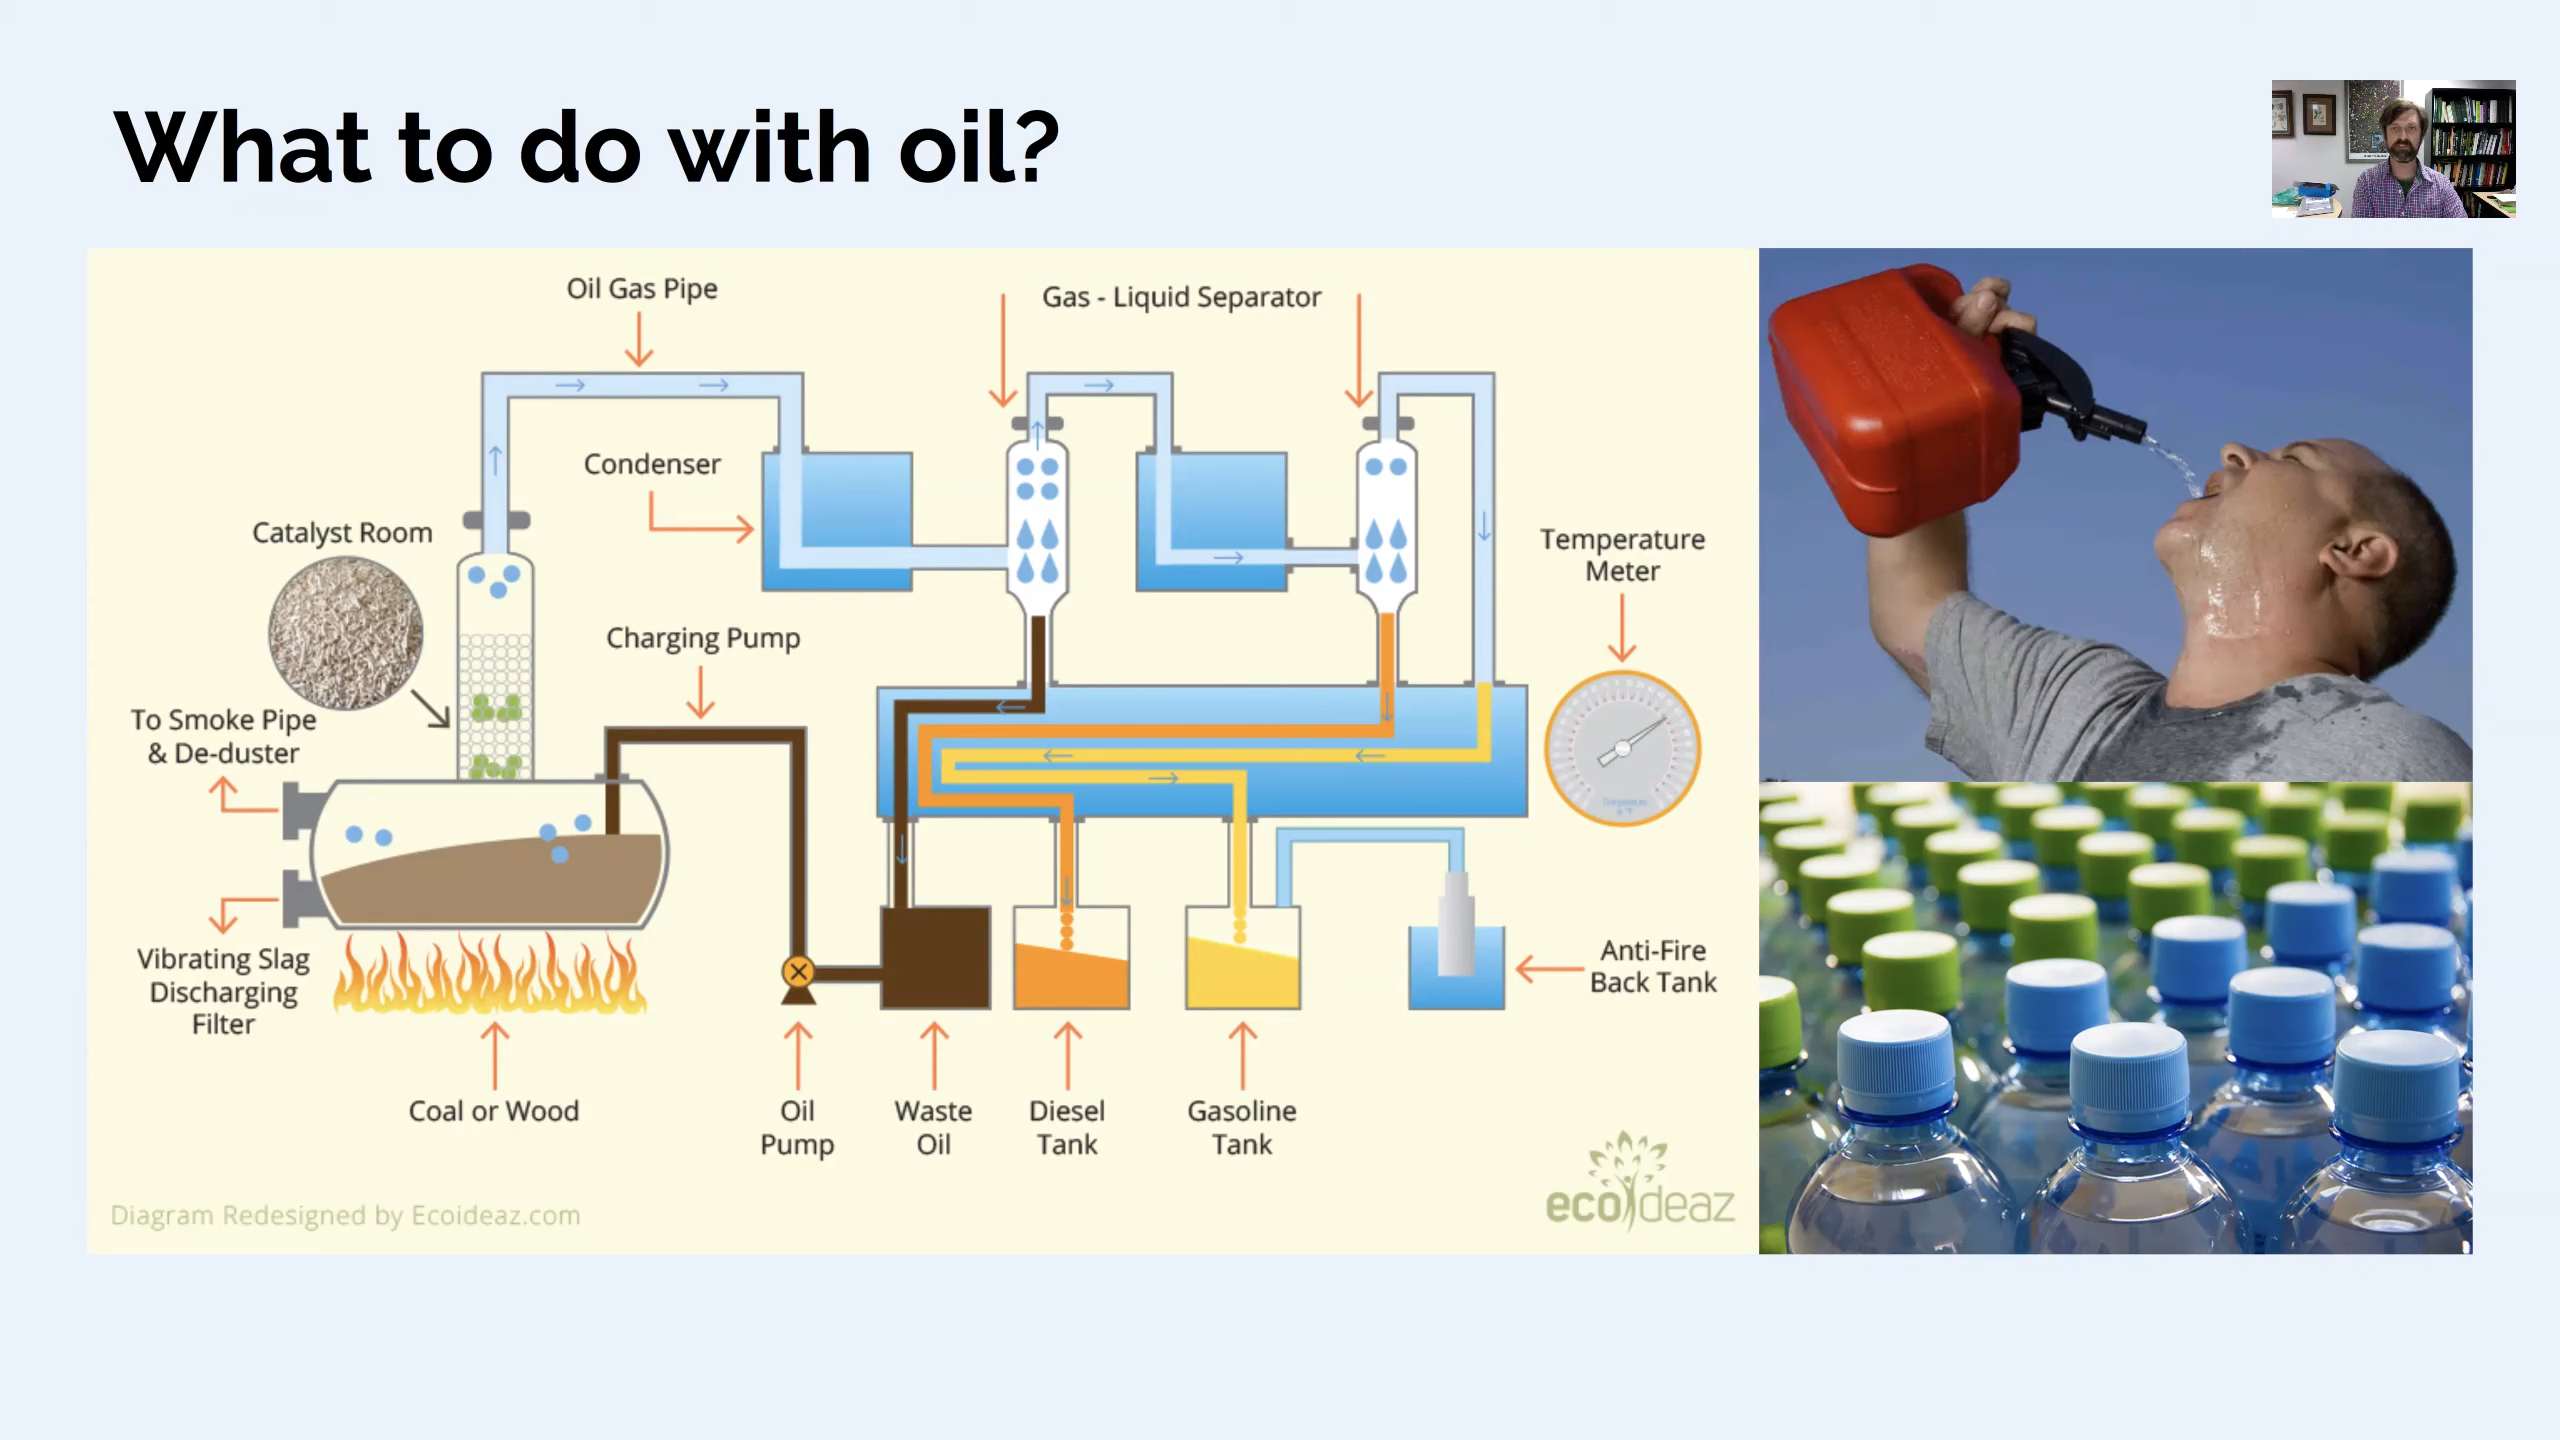 What to do with oil?
Oil Gas Pipe
Gas - Liquid Separator
Condenser
Catalyst Room
Temperature
Meter
Charging Pump
To Smoke Pipe
& De-duster
Vibrating Slag
Discharging
Filter
Anti-Fire
Back Tank
Coal or Wood
Oil
Pump
Waste
Oil
Diesel
Tank
Gasoline
Tank
Diagram Redesigned by Ecoideaz.com
ecoideaz